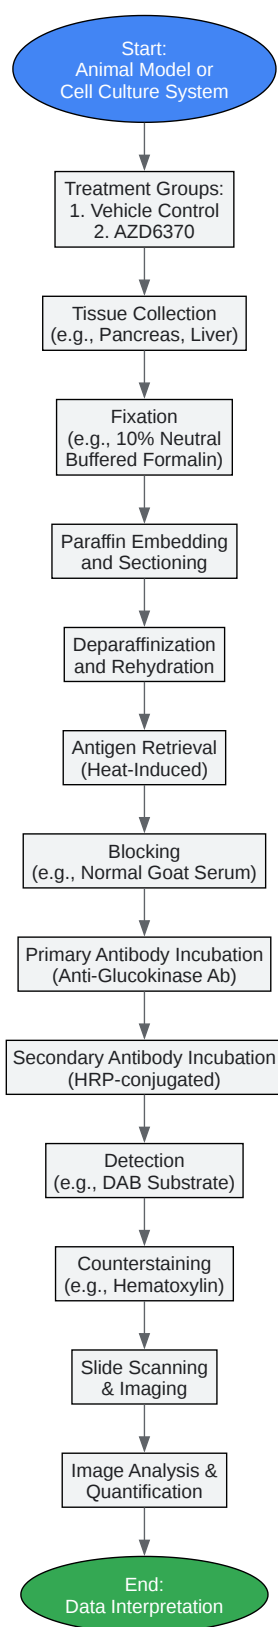 Start:
Animal Model or
Cell Culture System
Treatment Groups:
1. Vehicle Control
2. AZD6370
Tissue Collection
(e.g., Pancreas, Liver)
Fixation
(e.g., 10% Neutral
Buffered Formalin)
Paraffin Embedding
and Sectioning
Deparaffinization
and Rehydration
Antigen Retrieval
(Heat-Induced)
Blocking
(e.g., Normal Goat Serum)
Primary Antibody Incubation
(Anti-Glucokinase Ab)
Secondary Antibody Incubation
(HRP-conjugated)
Detection
(e.g., DAB Substrate)
Counterstaining
(e.g., Hematoxylin)
Slide Scanning
& Imaging
Image Analysis &
Quantification
End:
Data Interpretation